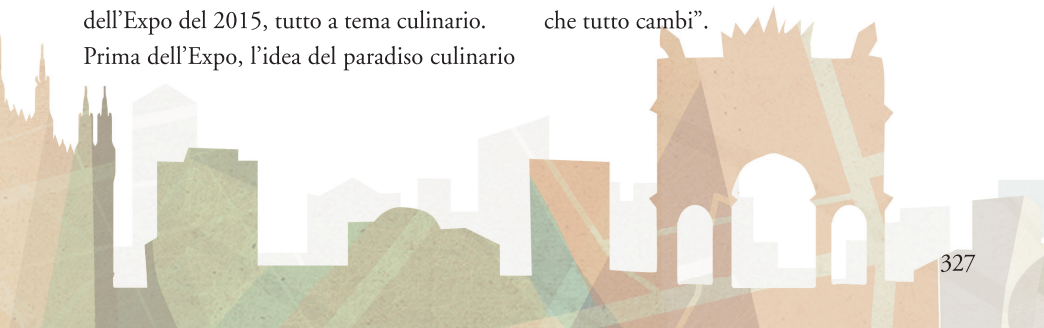 dell’Expo del 2015, tutto a tema culinario.
Prima dell’Expo, l’idea del paradiso culinario
che tutto cambi”.
327